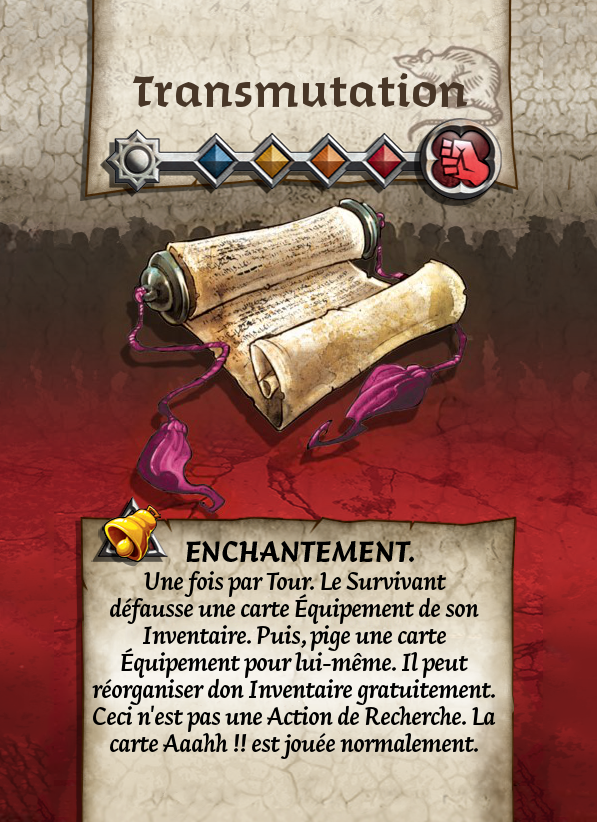 Transmutation
ENCHANTEMENT.
Une fois par Tour. Le Survivant
défausse une carte Équipement de son
Inventaire. Puis, pige une carte
Équipement pour lui-même. Il peut
réorganiser don Inventaire gratuitement.
Ceci n'est pas une Action de Recherche. La
carte Aaahh !! est jouée normalement.